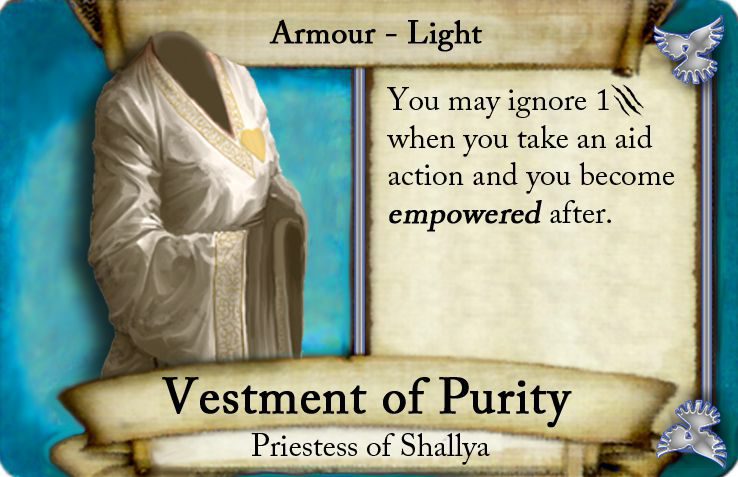 Armour - Light
You may ignore 1
when you take an aid
action and you become
empowered after.
Vestment of Purity
Priestess of Shallya